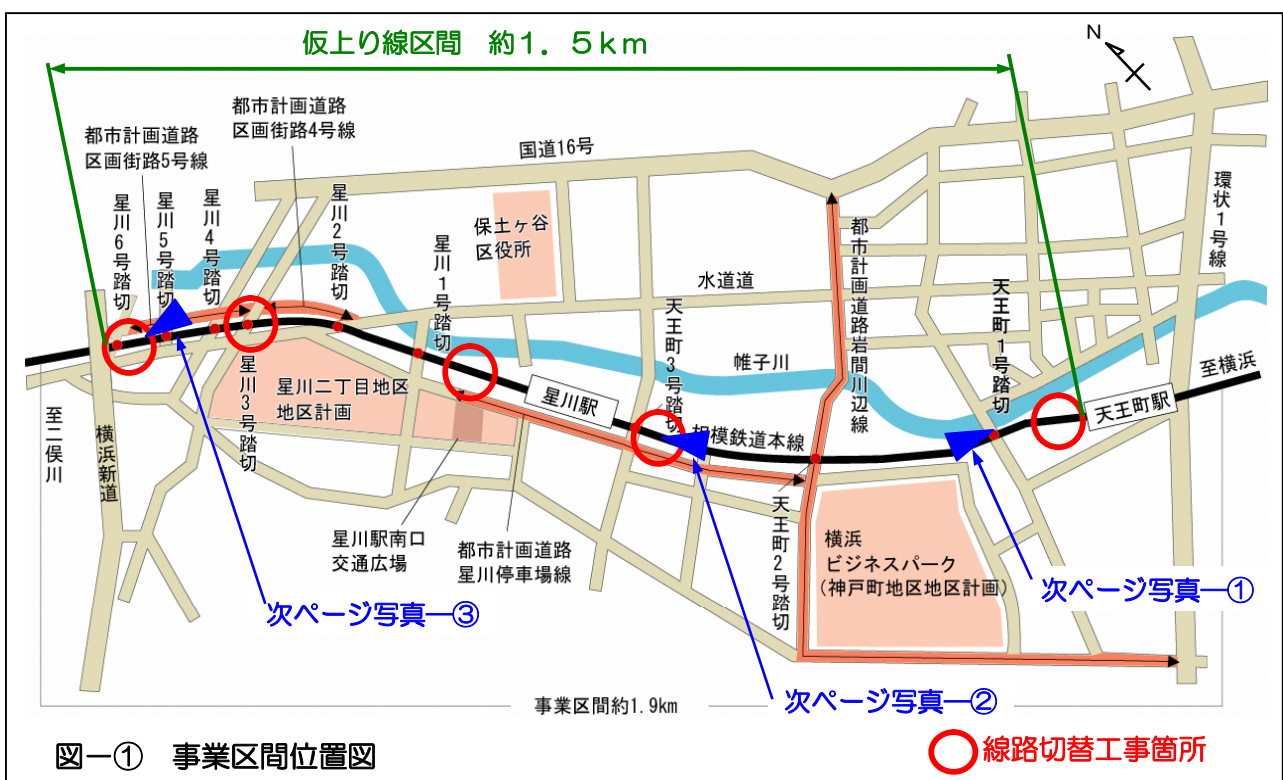 仮上り線区間 約1.5km
N
都市計画道路
区画街路4号線
都市計画道路
区画街路5号線
国道16号
星川6号踏切
星川5号踏切
星川4号踏切
星川2号踏切
星川1号踏切
保土ヶ谷
区役所
水道道
都市計画道路岩間川辺線
環状1号線
天王町1号踏切
天王町3号踏切
帷子川
至横浜
天王町駅
星川駅
相模鉄道本線
星川二丁目地区
地区計画
星川3号踏切
至二俣川
横浜新道
星川駅南口
交通広場
都市計画道路
星川停車場線
天王町2号踏切
横浜
ビジネスパーク
(神戸町地区地区計画)
次ページ写真―①
次ページ写真―③
次ページ写真―②
事業区間約1.9km
図―① 事業区間位置図
線路切替工事箇所